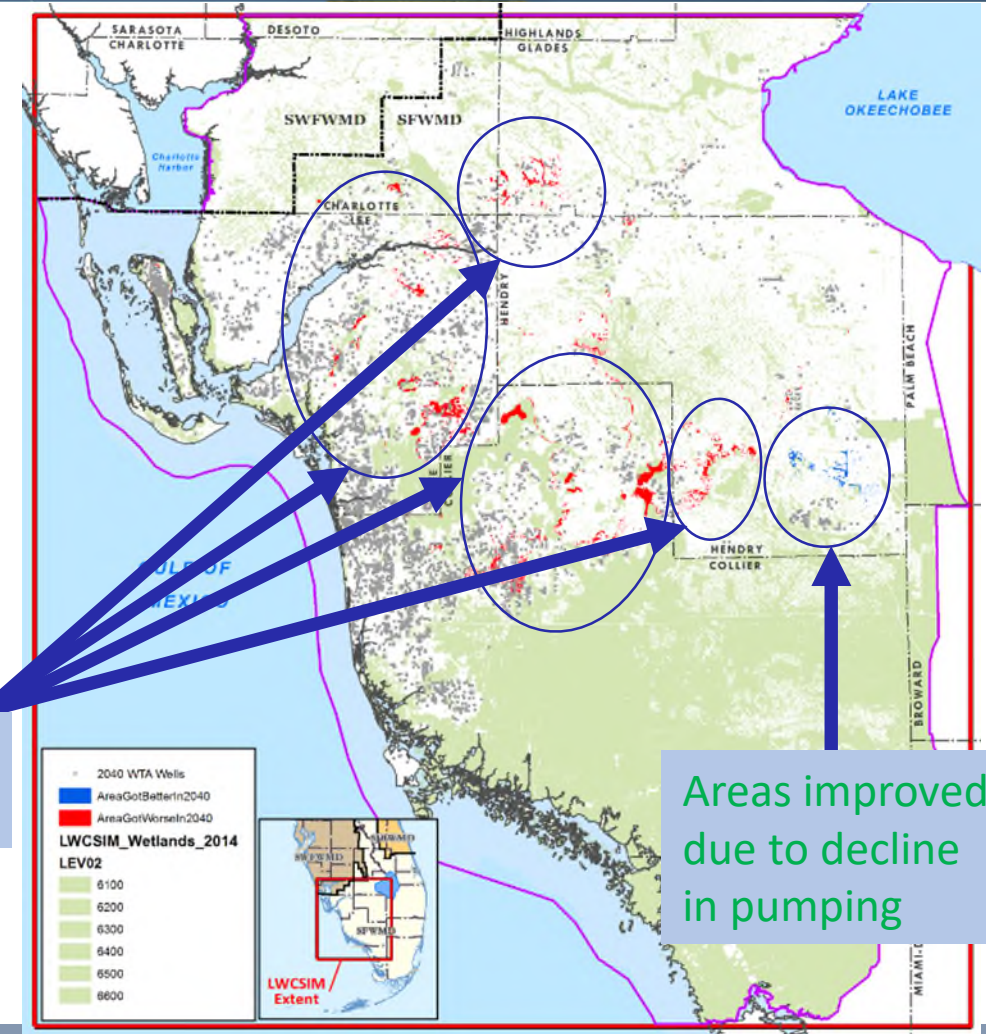 SARASOTA
CHARLOTTE
DESOTO
HIGHLANDS
GLADES
LAKE
OKEECHOBEE
SWFWMD
SFWMD
Charlotte
Harbor
CHARLOTTE
LEE
HENDRY
PALM BEACH
COLLIER
HENDRY
COLLIER
GULF OF
MEXICO
BROWARD
2040 WTA Wells
AreaGotBetterIn2040
AreaGotWorseIn2040
LWCSIM_Wetlands_2014
LEV02
6100
6200
6300
6400
6500
6600
SWFWMD
SFWMD
LWCSIM
Extent
Areas improved
due to decline
in pumping
MIAMI-D